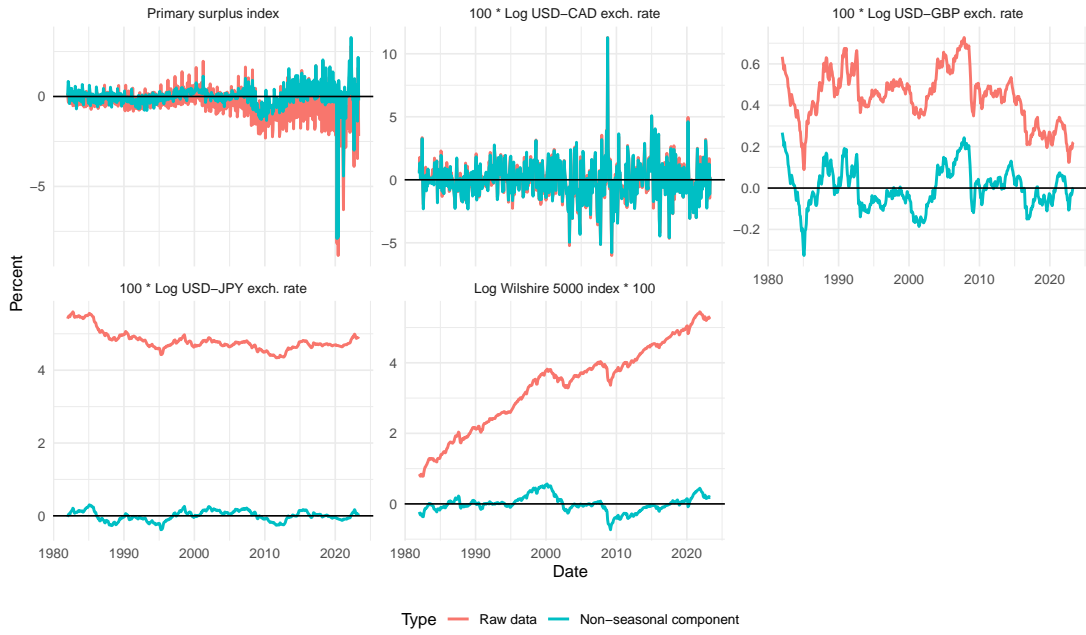 Primary surplus index
100 * Log USD−CAD exch. rate
100 * Log USD−GBP exch. rate
0
−5
10
5
0
−5
0.6
0.4
0.2
0.0
−0.2
1980 1990 2000 2010 2020
Percent
100 * Log USD−JPY exch. rate
Log Wilshire 5000 index * 100
4
2
0
6
4
2
0
1980 1990 2000 2010 2020
1980 1990 2000 2010 2020
Date
Type Raw data Non−seasonal component